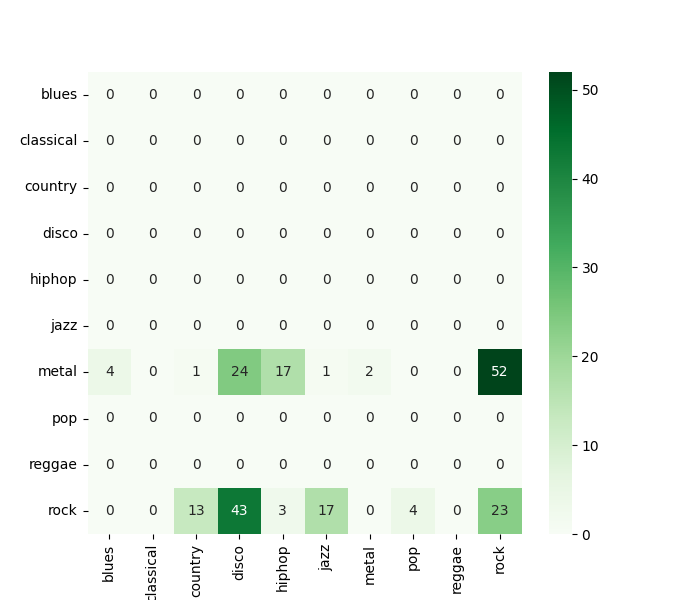 blues 0 0 0 0 0 0 0 0 0 0
classical 0 0 0 0 0 0 0 0 0 0
country 0 0 0 0 0 0 0 0 0 0
disco 0 0 0 0 0 0 0 0 0 0
hiphop 0 0 0 0 0 0 0 0 0 0
jazz 0 0 0 0 0 0 0 0 0 0
metal 4 0 1 24 17 1 2 0 0 52
pop 0 0 0 0 0 0 0 0 0 0
reggae 0 0 0 0 0 0 0 0 0 0
rock 0 0 13 43 3 17 0 4 0 23
blues classical country disco hiphop jazz metal pop reggae rock
50
40
30
20
10
0